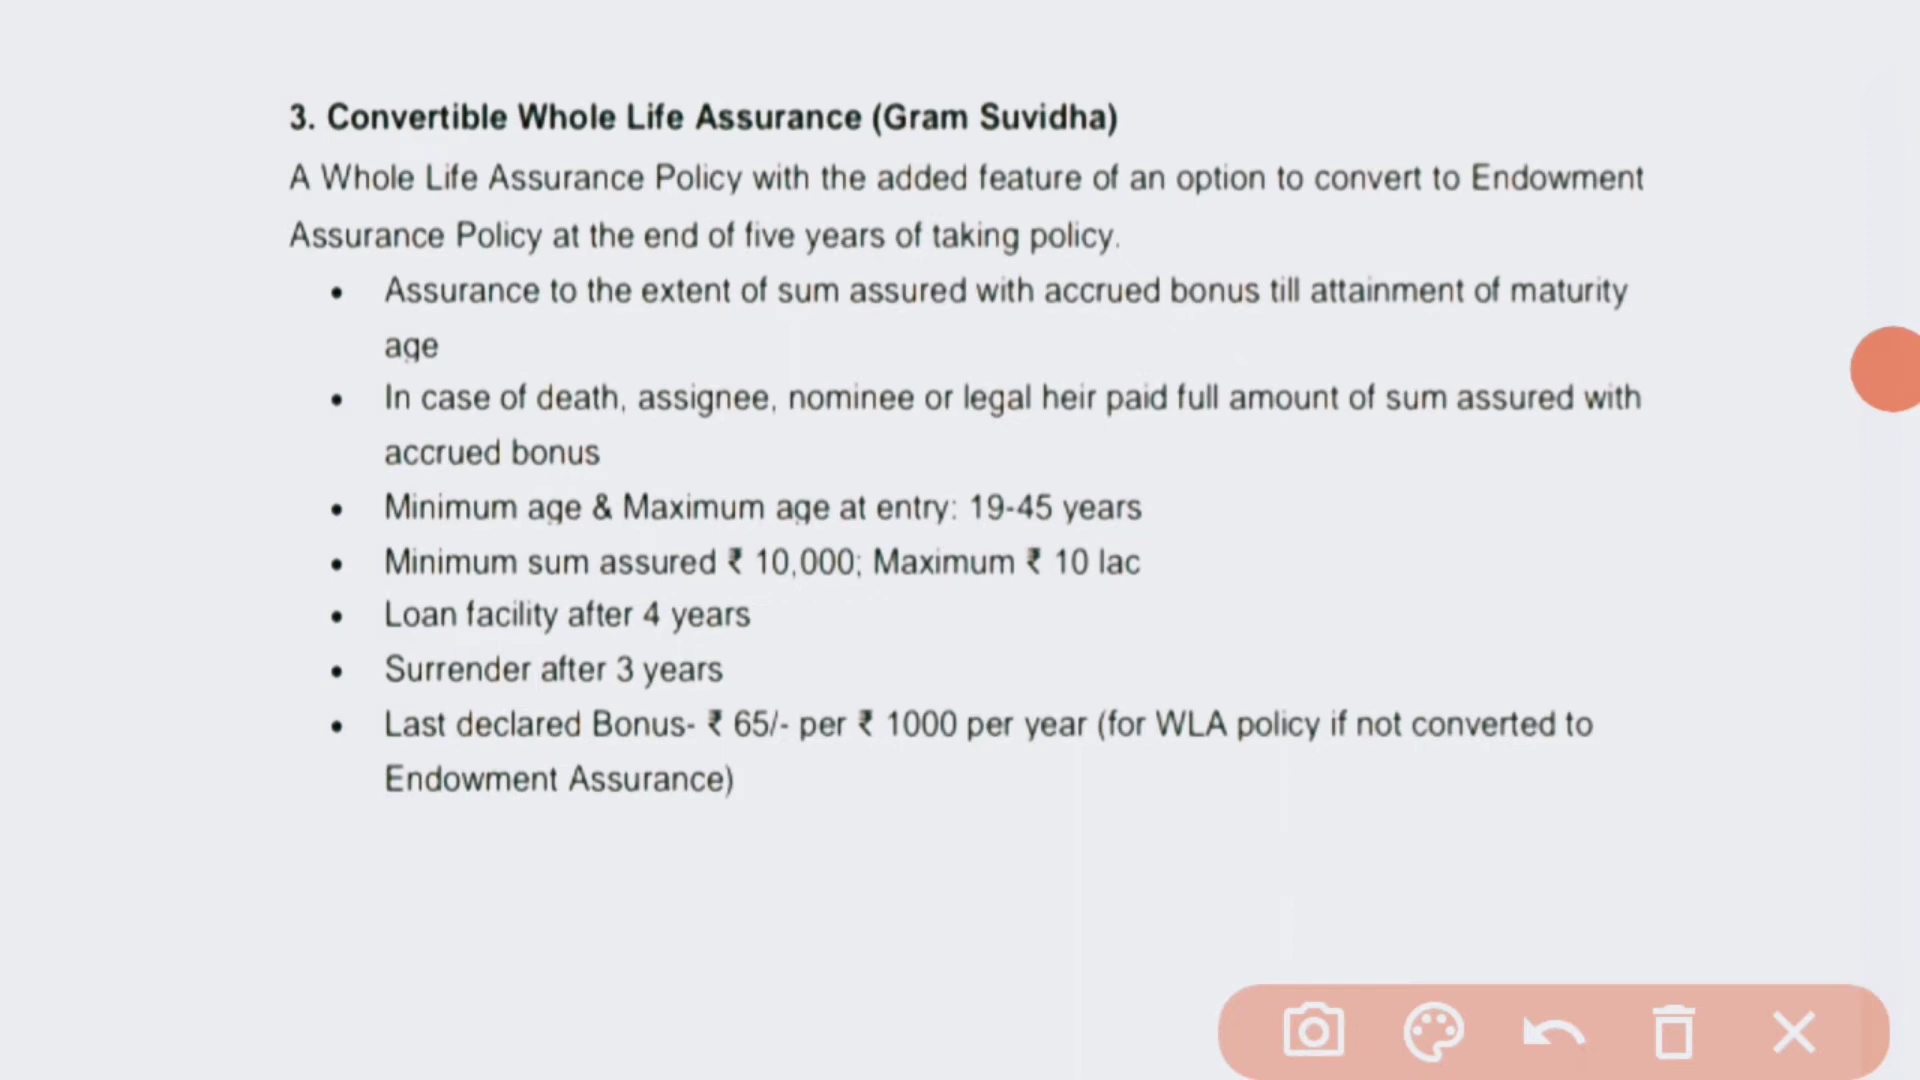 3. Convertible Whole Life Assurance (Gram Suvidha)
A Whole Life Assurance Policy with the added feature of an option to convert to Endowment
Assurance Policy at the end of five years of taking policy.
• Assurance to the extent of sum assured with accrued bonus till attainment of maturity
age
• In case of death, assignee, nominee or legal heir paid full amount of sum assured with
accrued bonus
• Minimum age & Maximum age at entry: 19-45 years
• Minimum sum assured ₹ 10,000; Maximum ₹ 10 lac
• Loan facility after 4 years
• Surrender after 3 years
• Last declared Bonus- ₹ 65/- per ₹ 1000 per year (for WLA policy if not converted to
Endowment Assurance)